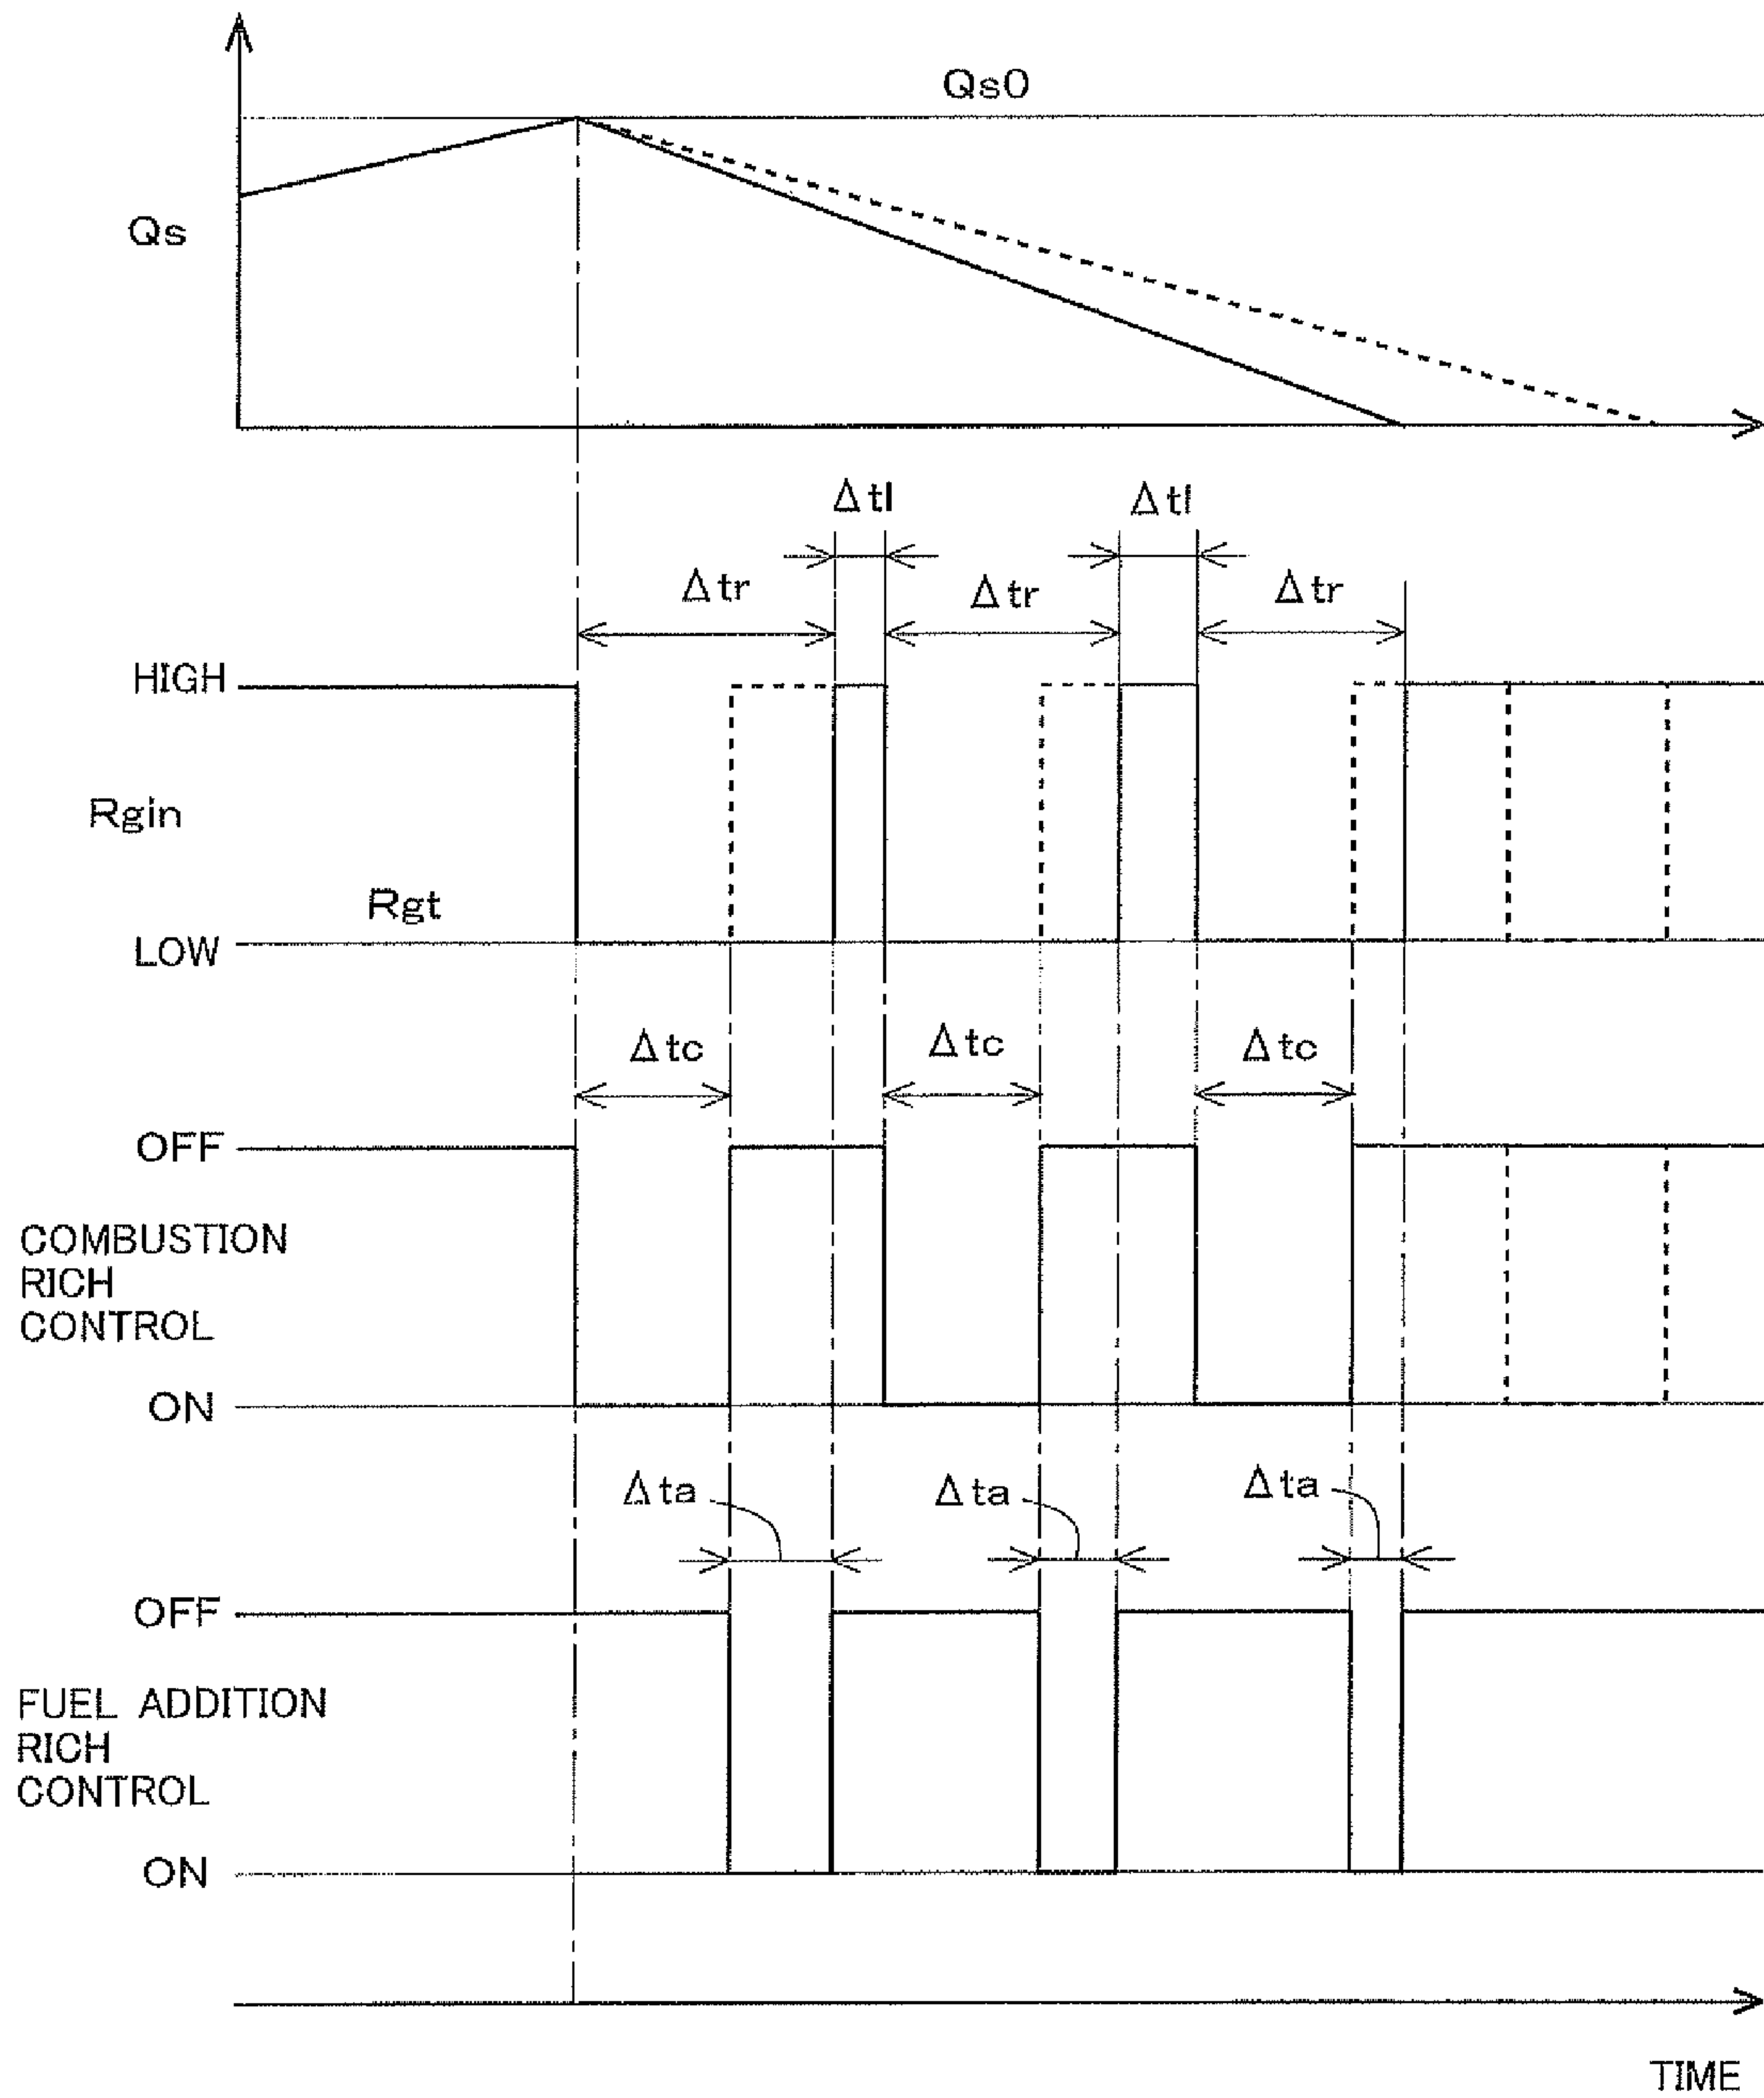 Qs0
Qs
Δtl Δtl
Δtr Δtr Δtr
HIGH
Rgin
Rgt
LOW
Δtc Δtc Δtc
OFF
COMBUSTION
RICH
CONTROL
ON
Δta Δta Δta
OFF
FUEL ADDITION
RICH
CONTROL
ON
TIME